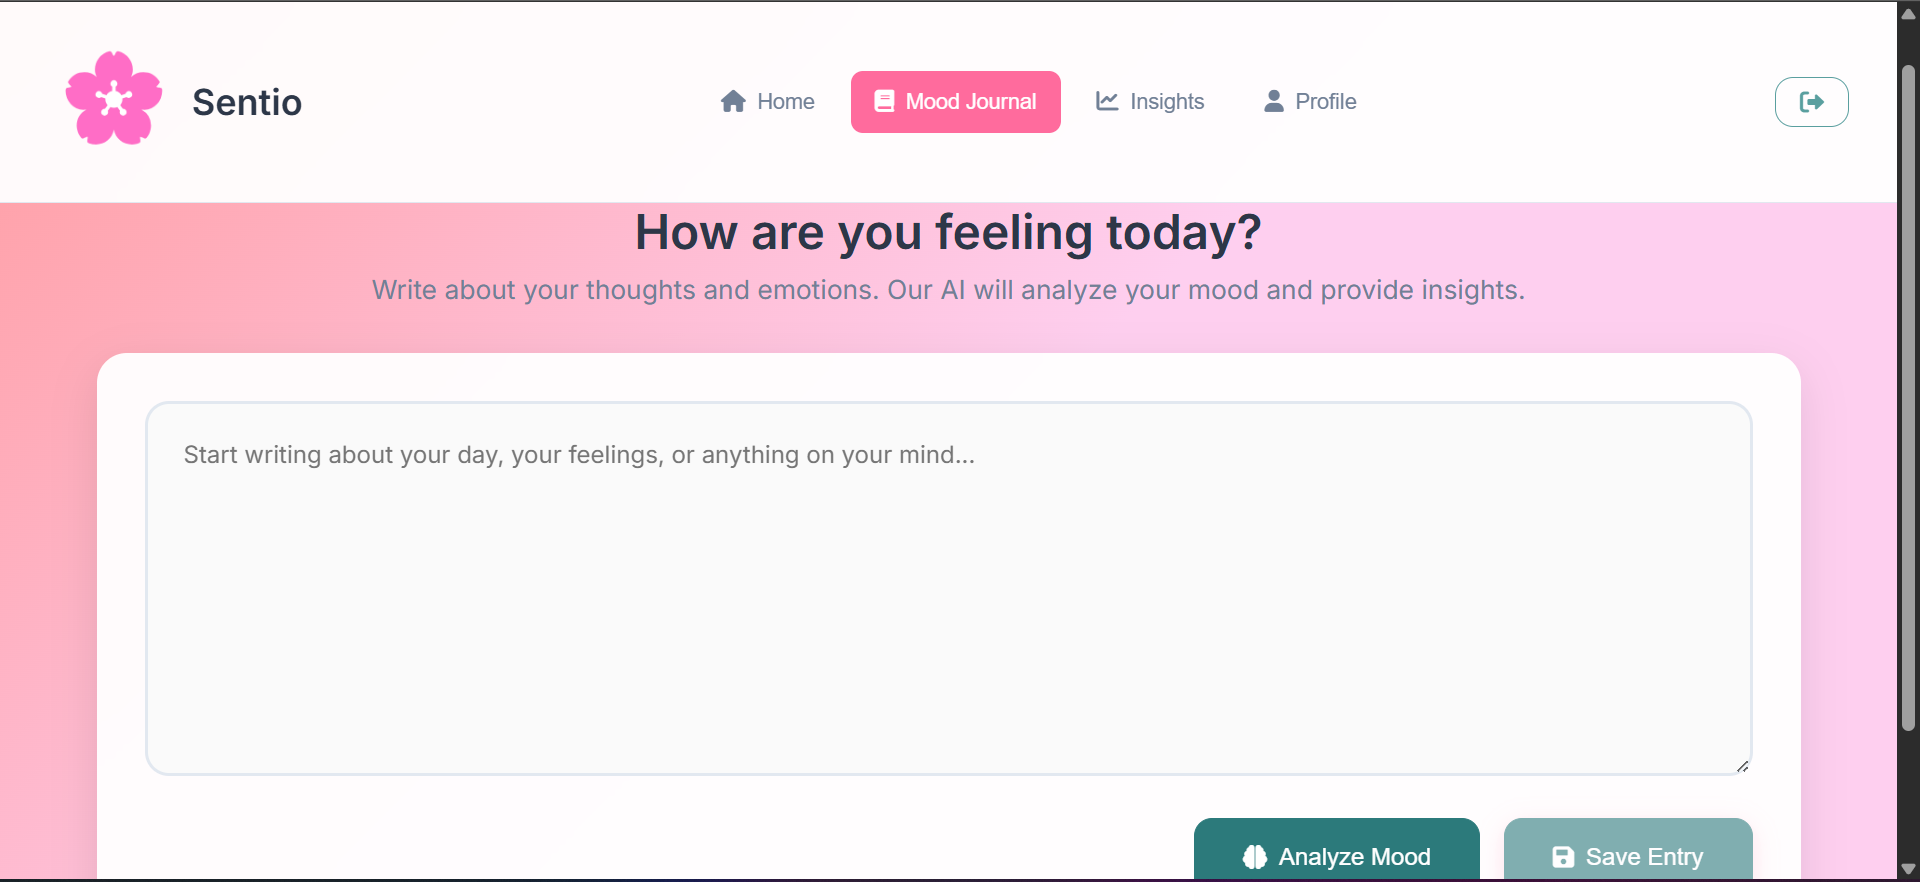 Sentio
Home
Mood Journal
Insights
Profile
How are you feeling today?
Write about your thoughts and emotions. Our AI will analyze your mood and provide insights.
Start writing about your day, your feelings, or anything on your mind...
Analyze Mood
Save Entry